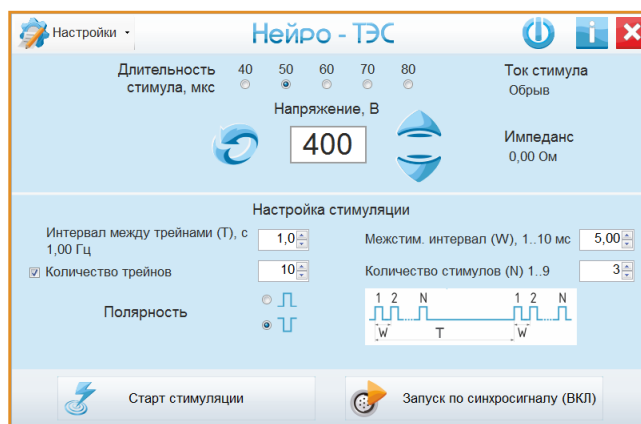 Настройки
Нейро - ТЭС
Длительность стимула, мкс
40 50 60 70 80
Ток стимула
Обрыв
Напряжение, В
400
Импеданс
0,00 Ом
Настройка стимуляции
Интервал между трейнами (T), с
1,00 Гц
1,0
Межстим. интервал (W), 1..10 мс
5,00
Количество трейнов
10
Количество стимулов (N) 1..9
3
Полярность
1 2 N 1 2 N
W T W
Старт стимуляции
Запуск по синхросигналу (ВКЛ)